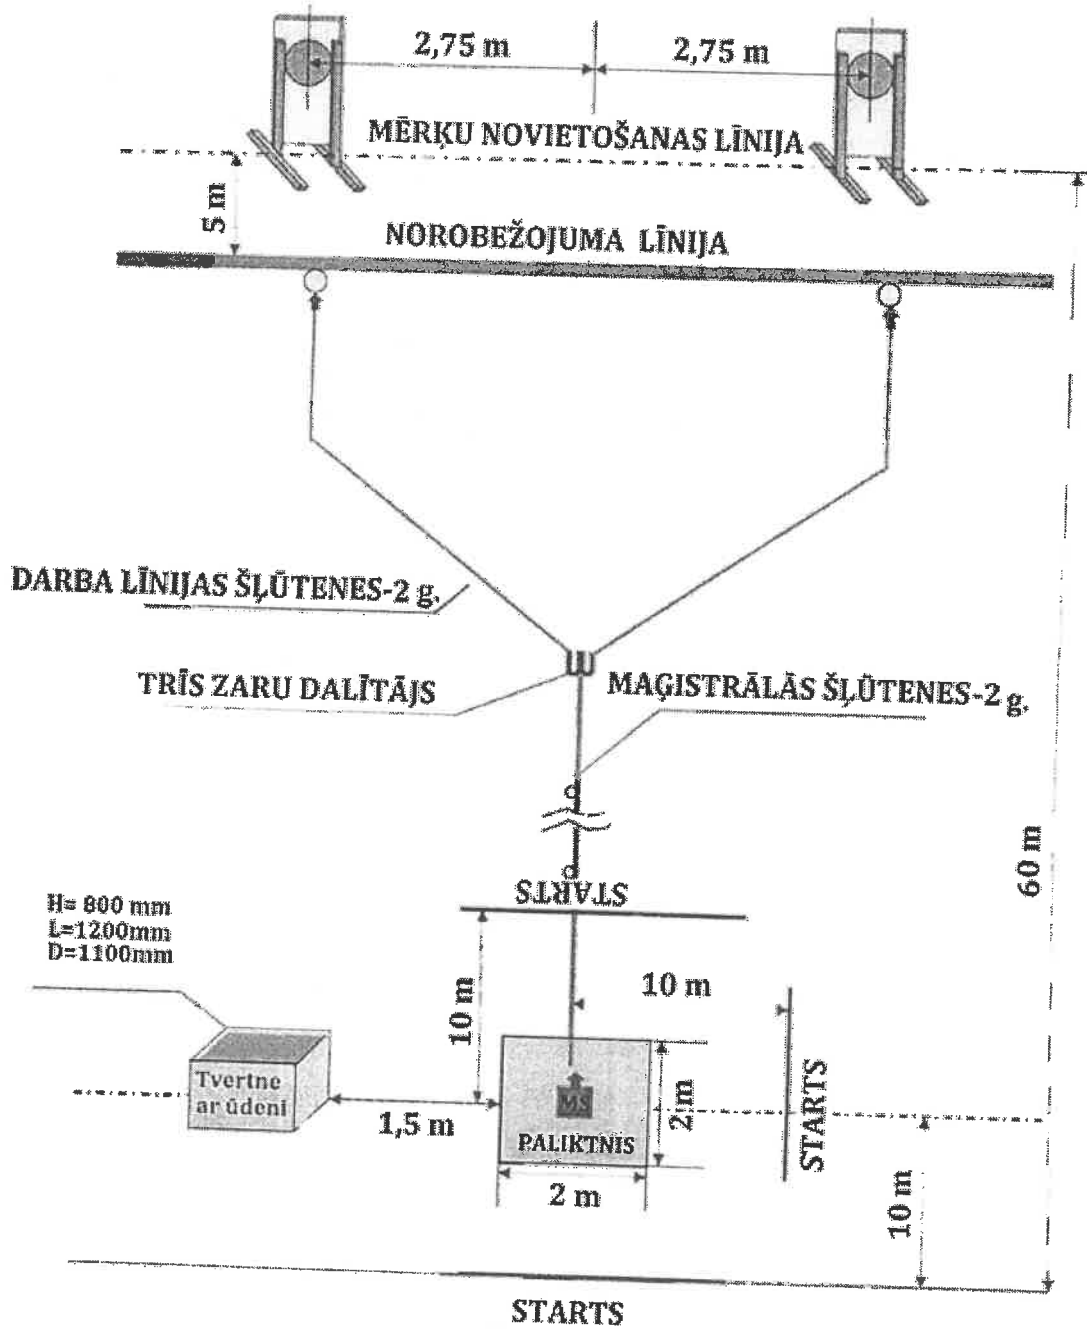 2,75 m
2,75 m
MĒRĶU NOVIETOŠANAS LĪNIJA
5 m
NOROBEŽOJUMA LĪNIJA
DARBA LĪNIJAS ŠĻŪTENES-2 g.
TRĪS ZARU DALĪTĀJS
MAĢISTRĀLĀS ŠĻŪTENES-2 g.
60 m
STARTS
H= 800 mm
L=1200mm
D=1100mm
10 m
10 m
Tvertne
ar ūdeni
1,5 m
MS
PALIKTNIS
2 m
2 m
STARTS
10 m
STARTS